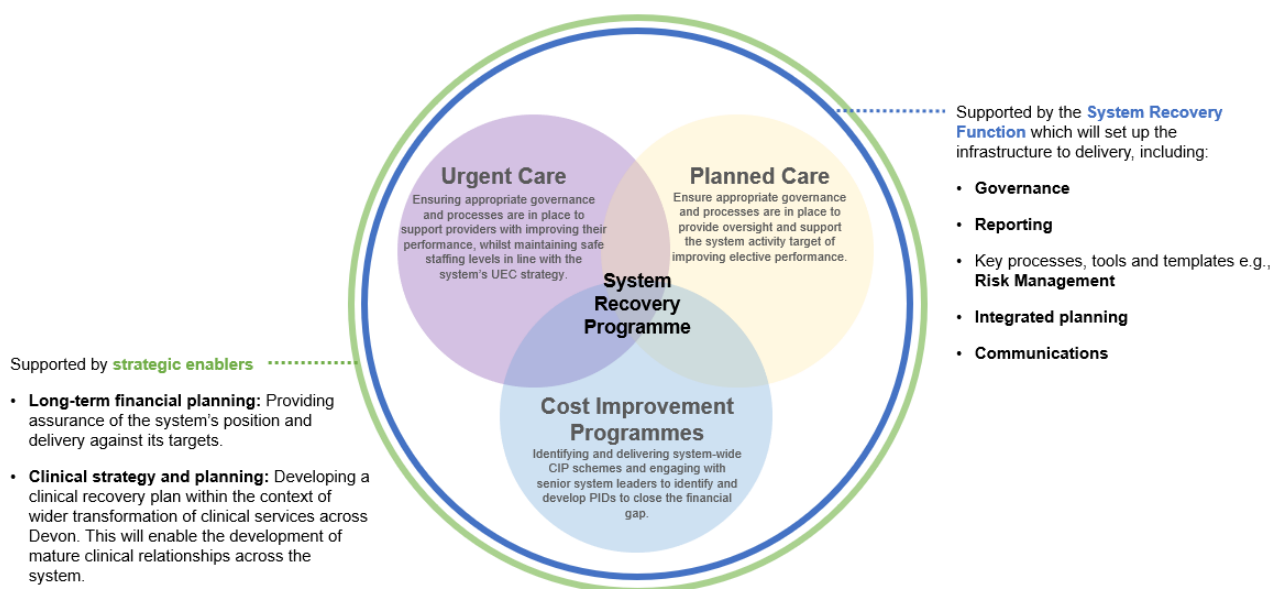 Urgent Care
Ensuring appropriate governance
and processes are in place to
support providers with improving their
performance, whilst maintaining safe
staffing levels in line with the
system's UEC strategy.
Planned Care
Ensure appropriate governance
and processes are in place to
provide oversight and support
the system activity target of
improving elective performance.
System
Recovery
Programme
Cost Improvement
Programmes
Identifying and delivering system-wide
CIP schemes and engaging with
senior system leaders to identify and
develop PIDs to close the financial
gap.
Supported by the System Recovery
Function which will set up the
infrastructure to delivery, including:
• Governance
• Reporting
• Key processes, tools and templates e.g.,
Risk Management
• Integrated planning
• Communications
Supported by strategic enablers
• Long-term financial planning: Providing
assurance of the system's position and
delivery against its targets.
• Clinical strategy and planning: Developing a
clinical recovery plan within the context of
wider transformation of clinical services across
Devon. This will enable the development of
mature clinical relationships across the
system.